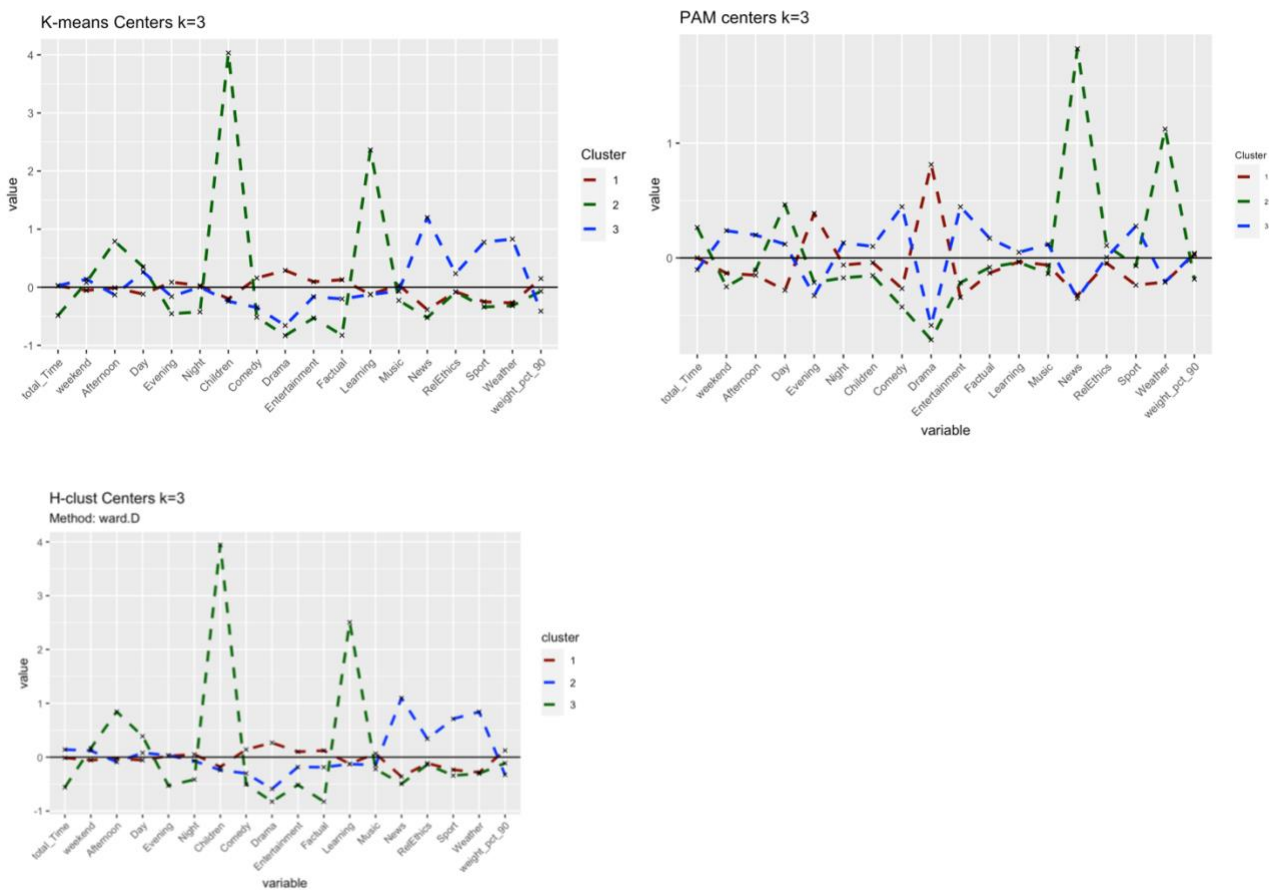 K-means Centers k=3
value
4
3
2
1
0
-1
total_Time
weekend
Afternoon
Day
Evening
Night
Children
Comedy
Drama
Entertainment
Factual
Learning
Music
News
RelEthics
Sport
Weather
weight_pct_90
Cluster
1
2
3
PAM centers k=3
value
1
0
total_Time
weekend
Afternoon
Day
Evening
Night
Children
Comedy
Drama
Entertainment
Factual
Learning
Music
News
RelEthics
Sport
Weather
weight_pct_90
variable
Cluster
1
2
3
H-clust Centers k=3
Method: ward.D
value
4
3
2
1
0
-1
total_Time
weekend
Afternoon
Day
Evening
Night
Children
Comedy
Drama
Entertainment
Factual
Learning
Music
News
RelEthics
Sport
Weather
weight_pct_90
variable
cluster
1
2
3